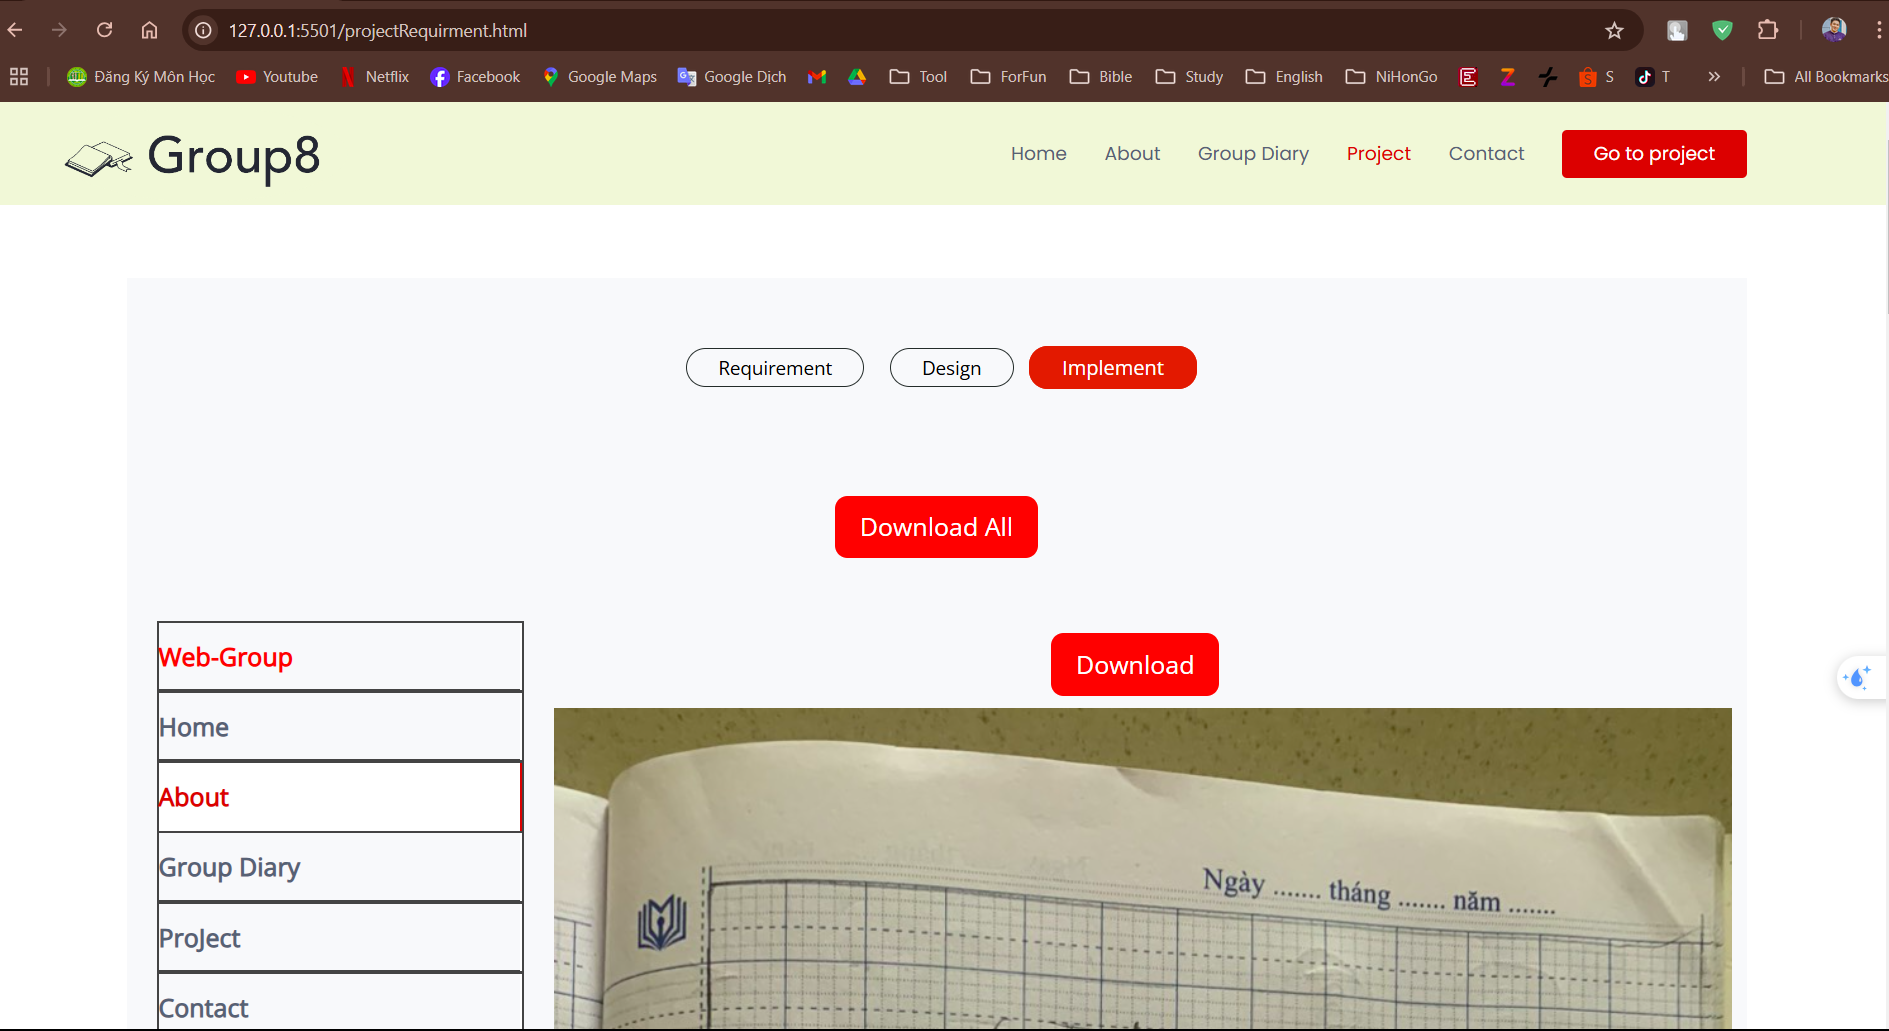 127.0.0.1:5501/projectRequirment.html
Đăng Ký Môn Học Youtube Netflix Facebook Google Maps Google Dịch Tool ForFun Bible Study English NiHonGo S T » All Bookmarks
Group8 Home About Group Diary Project Contact Go to project
Requirement Design Implement
Download All
Web-Group
Download
Home
About
Group Diary
ProJect
Contact
Ngày ....... tháng ....... năm .......